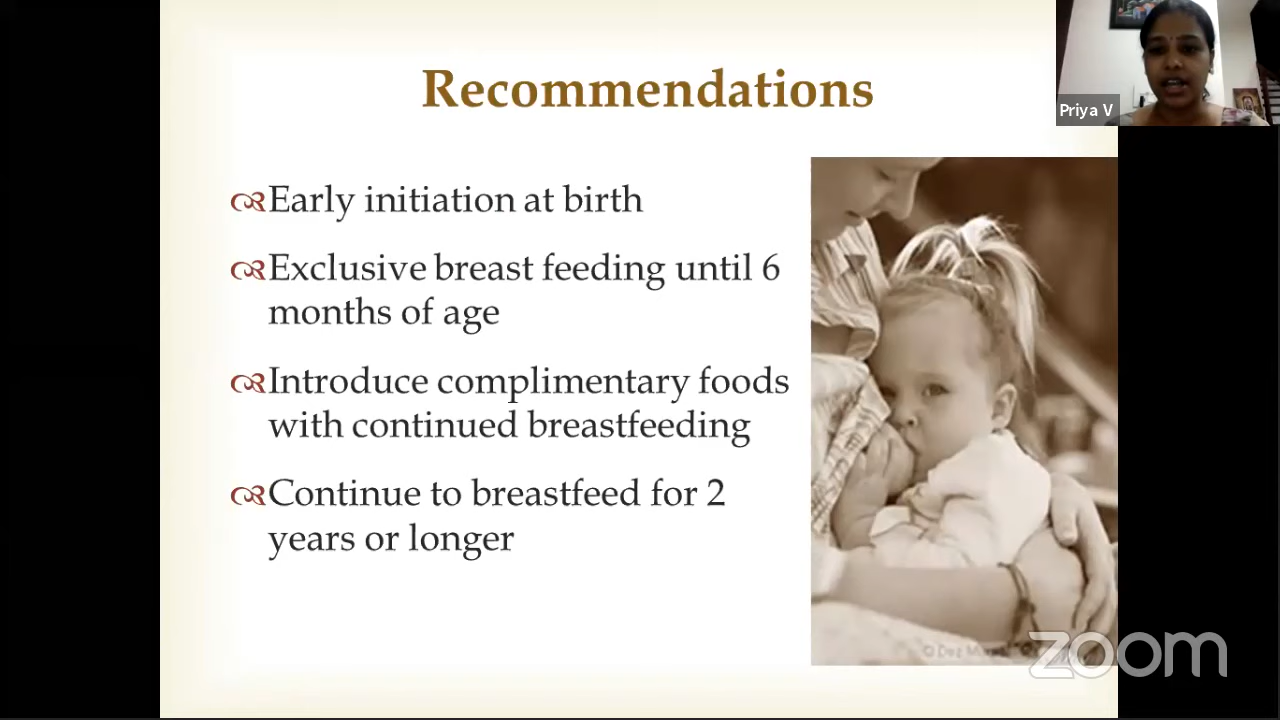 Recommendations
Priya V
Early initiation at birth
Exclusive breast feeding until 6
months of age
Introduce complimentary foods
with continued breastfeeding
Continue to breastfeed for 2
years or longer
zoom